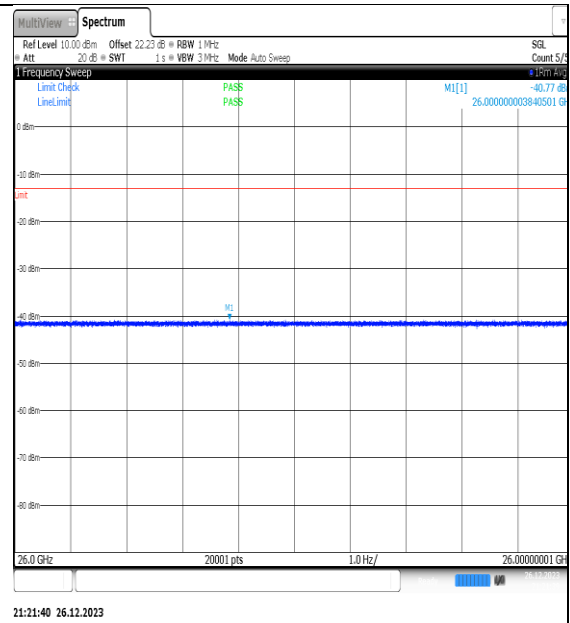 MultiView Spectrum
Ref Level 10.00 dBm Offset 22.23 dB RBW 1 MHz SGL
Att 20 dB SWT 1 s VBW 3 MHz Mode Auto Sweep Count 5/5
1 Frequency Sweep 1Rm Avg
Limit Check PASS M1[1] -40.77 dB
LineLimit PASS 26.000000003840501 GH
0 dBm
-10 dBm
Limit
-20 dBm
-30 dBm
M1
-40 dBm
-50 dBm
-60 dBm
-70 dBm
-80 dBm
26.0 GHz 20001 pts 1.0 Hz/ 26.00000001 GH
26.12.2023
21:21:40 26.12.2023